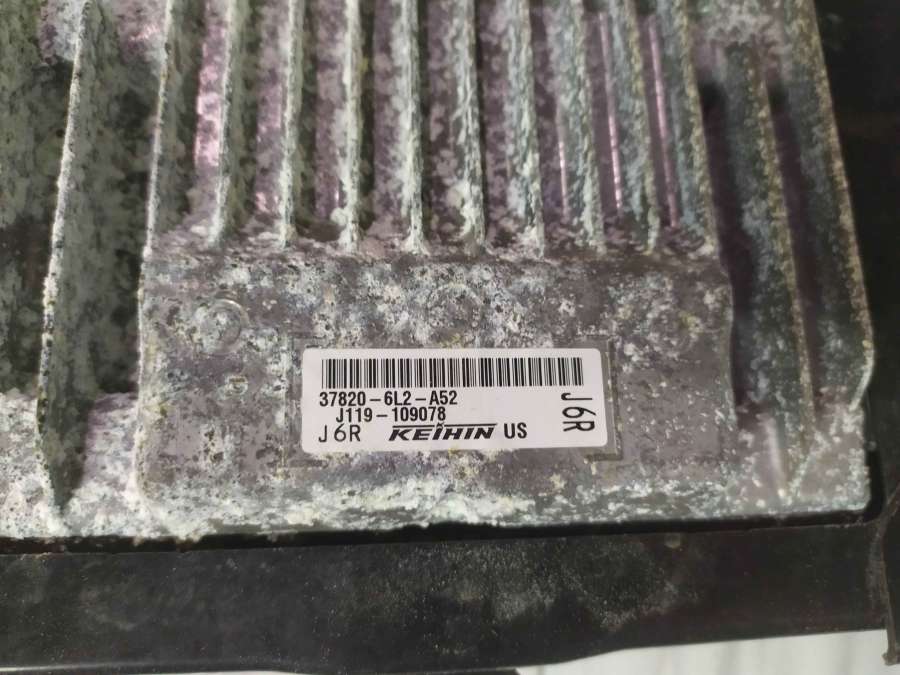 37820-6L2-A52
J119-109078
J6R KEIHIN US
J6R